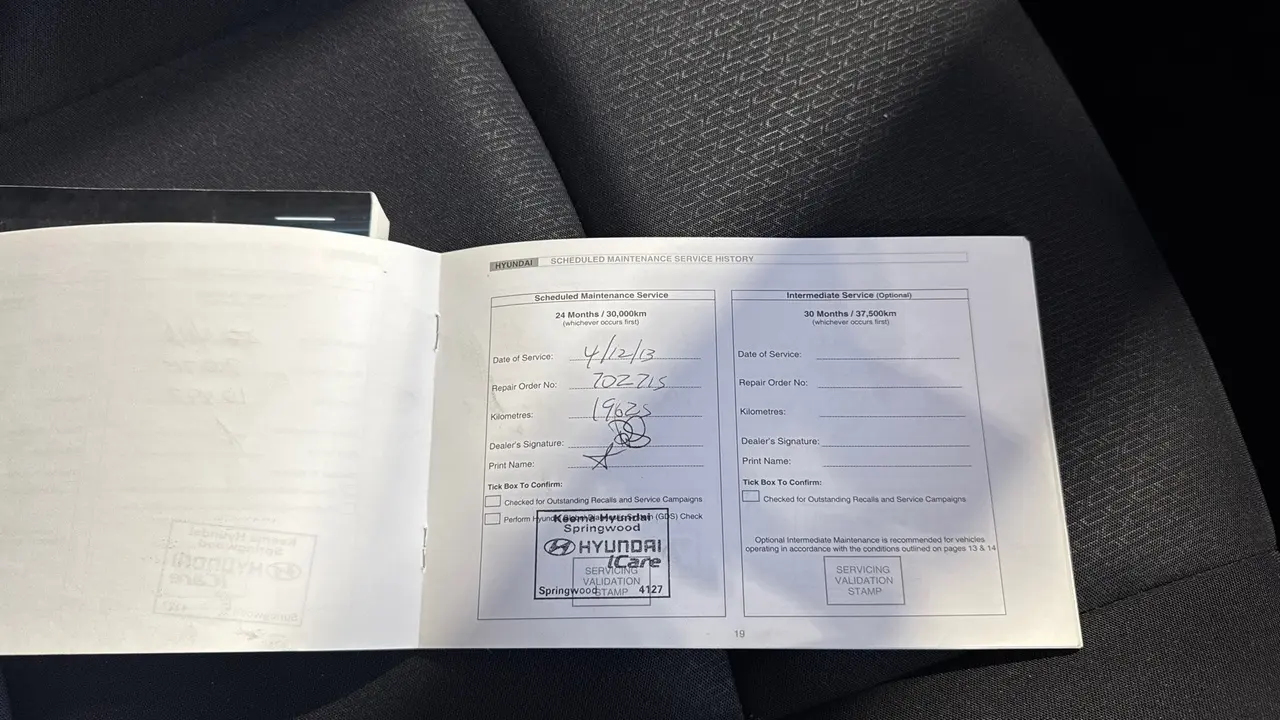 HYUNDAI SCHEDULED MAINTENANCE SERVICE HISTORY
Scheduled Maintenance Service
24 Months / 30,000km
(whichever occurs first)
Date of Service: 4/12/13
Repair Order No: 702715
Kilometres: 19625
Dealer's Signature:
Print Name:
Tick Box To Confirm:
Checked for Outstanding Recalls and Service Campaigns
Perform Hyundai (GDS) Check
Keema Hyundai
Springwood
HYUNDAI
iCare
SERVICING
VALIDATION
STAMP
Springwood 4127
Intermediate Service (Optional)
30 Months / 37,500km
(whichever occurs first)
Date of Service:
Repair Order No:
Kilometres:
Dealer's Signature:
Print Name:
Tick Box To Confirm:
Checked for Outstanding Recalls and Service Campaigns
Optional Intermediate Maintenance is recommended for vehicles
operating in accordance with the conditions outlined on pages 13 & 14
SERVICING
VALIDATION
STAMP
19